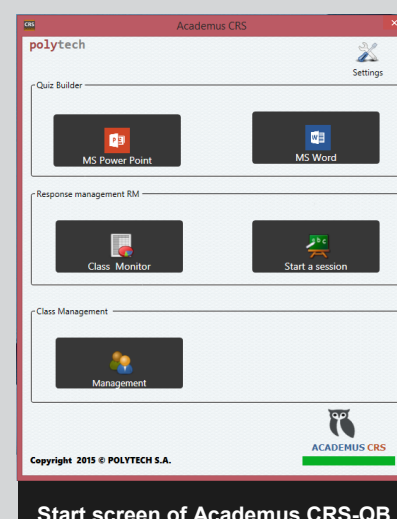 CRS
Academus CRS
polytech
Settings
Quiz Builder
MS Power Point
MS Word
Response management RM
Class Monitor
Start a session
Class Management
Management
ACADEMUS CRS
Copyright 2015 © POLYTECH S.A.
Start screen of Academus CRS-QB